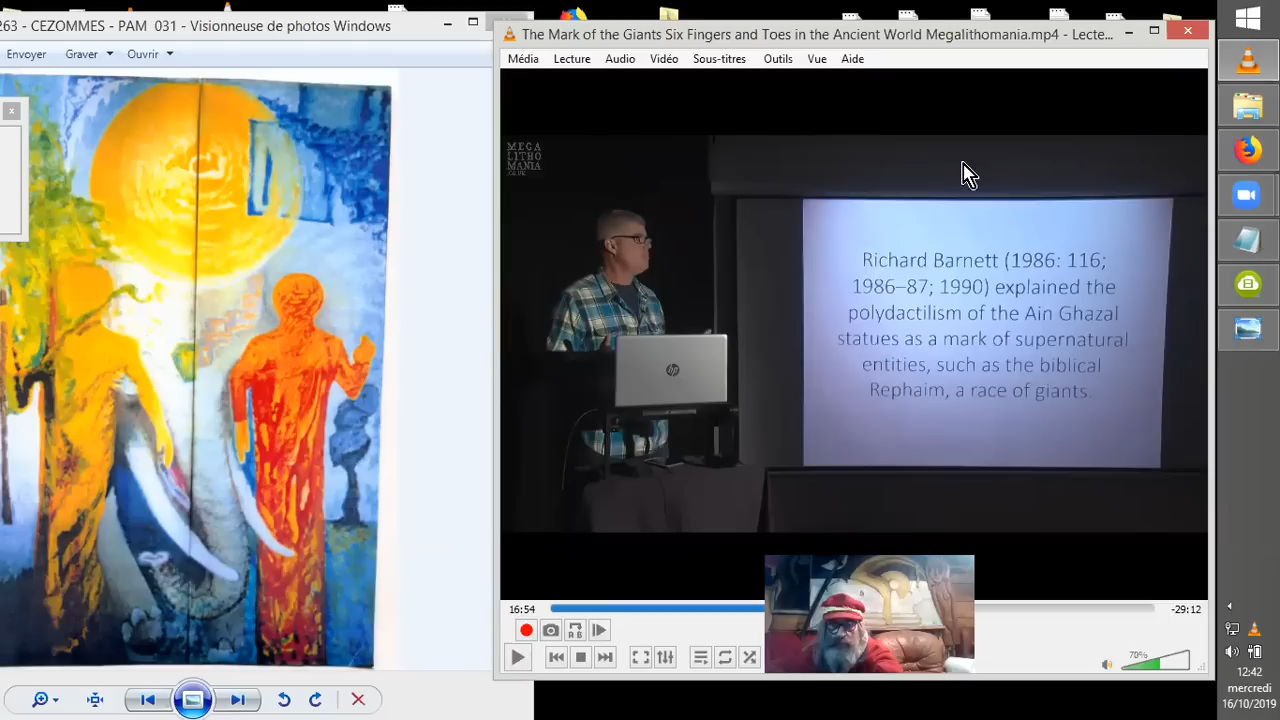 263 - CEZOMMES - PAM 031 - Visionneuse de photos Windows
Envoyer Graver Ouvrir
The Mark of the Giants Six Fingers and Toes in the Ancient World Megalithomania.mp4 - Lecte...
Média Lecture Audio Vidéo Sous-titres Outils Vue Aide
MEGA
LITHO
MANIA
.CO.UK
Richard Barnett (1986: 116;
1986–87; 1990) explained the
polydactilism of the Ain Ghazal
statues as a mark of supernatural
entities, such as the biblical
Rephaim, a race of giants.
hp
16:54
-29:12
A B
70%
12:42
mercredi
16/10/2019